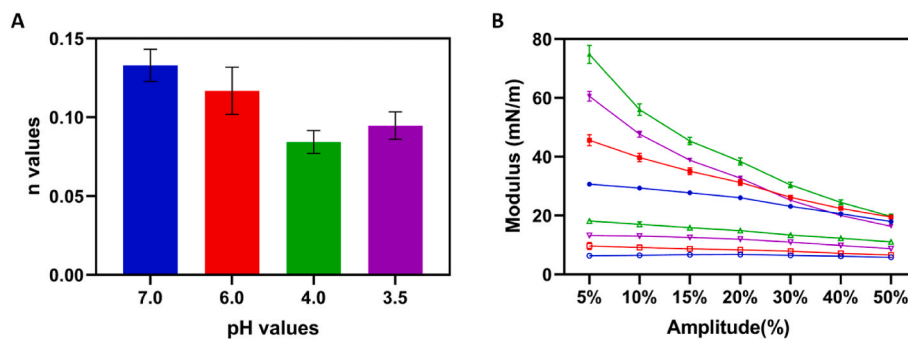 A
n values
0.15
0.10
0.05
0.00
7.0 6.0 4.0 3.5
pH values
B
Modulus (mN/m)
80
60
40
20
0
5% 10% 15% 20% 30% 40% 50%
Amplitude(%)